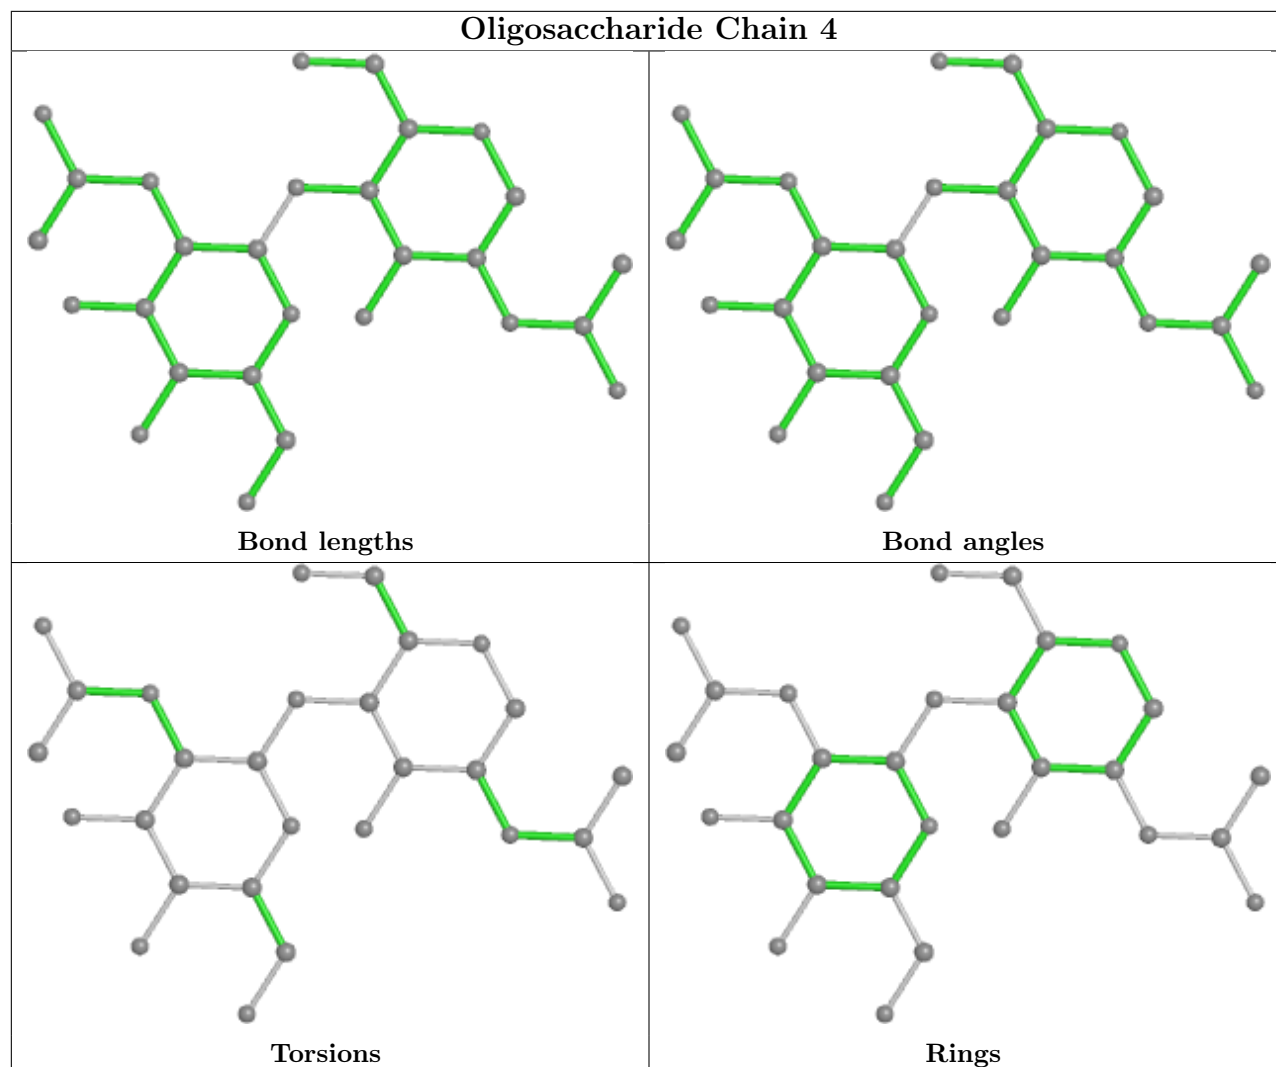 Oligosaccharide Chain 4
Bond lengths
Bond angles
Torsions
Rings